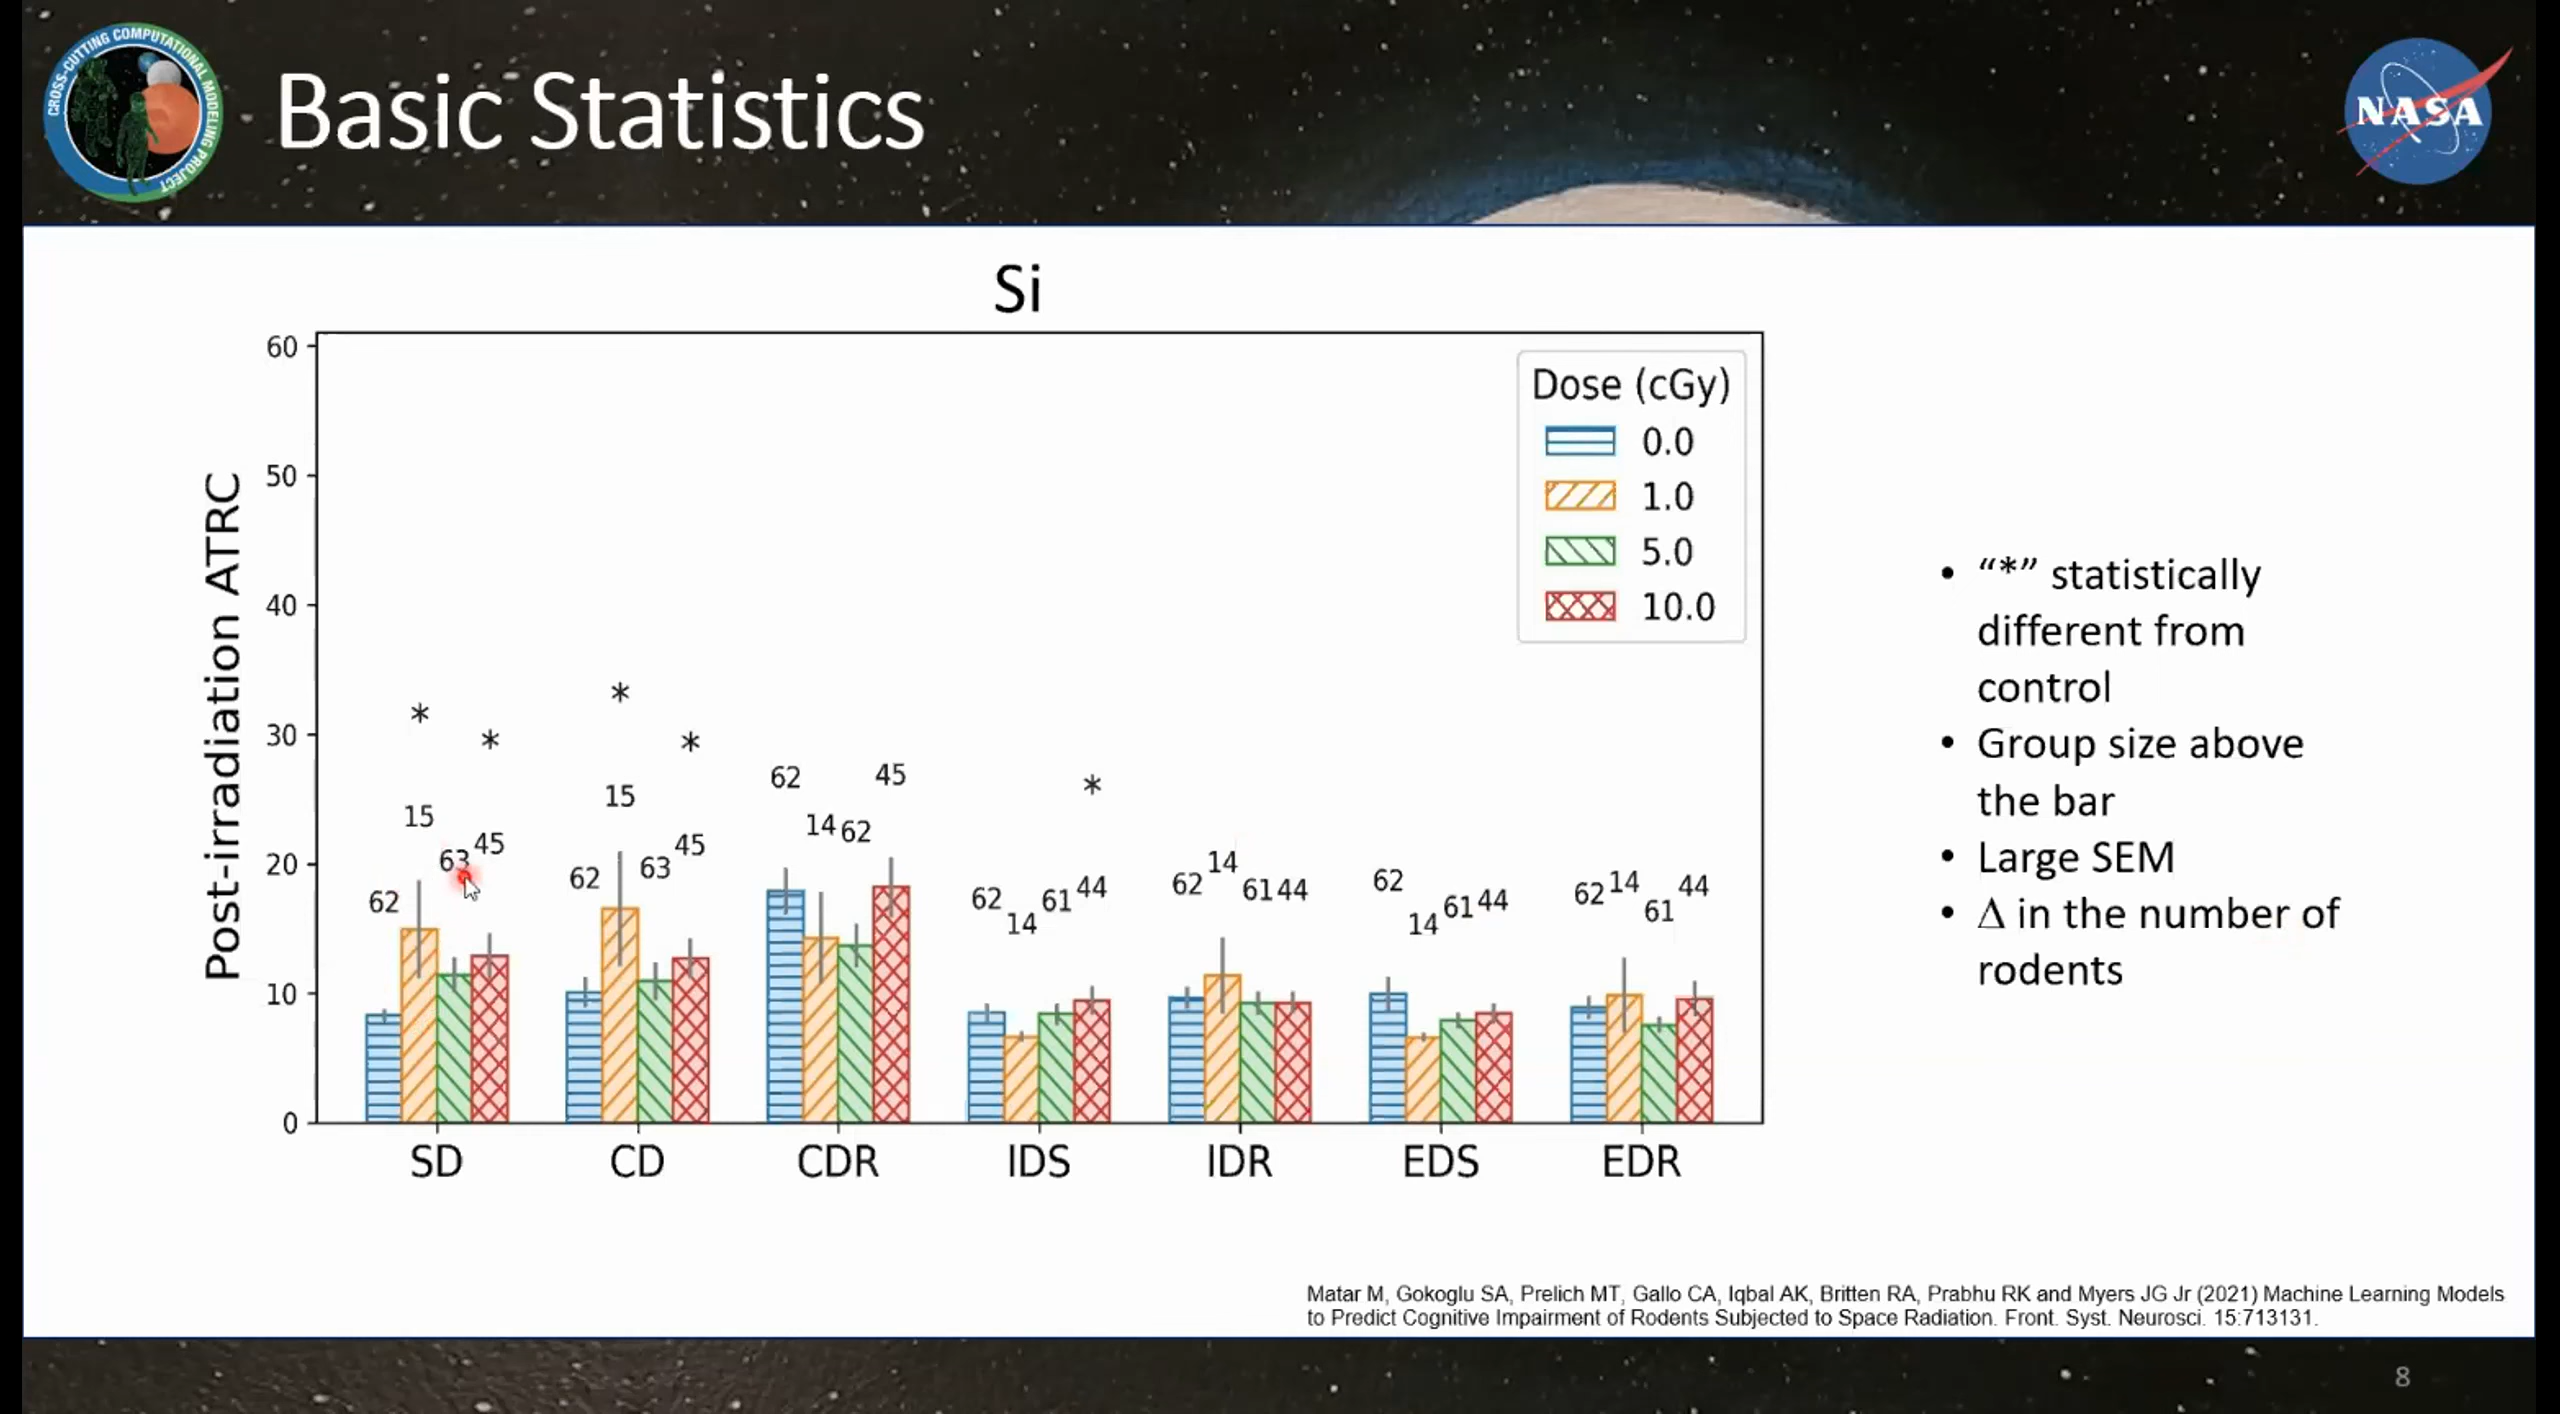 CROSS-CUTTING COMPUTATIONAL MODELING PROJECT
Basic Statistics
NASA
Si
60
50
40
30
20
10
0
Post-irradiation ATRC
Dose (cGy)
0.0
1.0
5.0
10.0
* * * * *
62 15 63 45
62 15 63 45
62 14 62 45
62 14 61 44
62 14 61 44
62 14 61 44
62 14 61 44
SD CD CDR IDS IDR EDS EDR
• “*” statistically
different from
control
• Group size above
the bar
• Large SEM
• Δ in the number of
rodents
Matar M, Gokoglu SA, Prelich MT, Gallo CA, Iqbal AK, Britten RA, Prabhu RK and Myers JG Jr (2021) Machine Learning Models
to Predict Cognitive Impairment of Rodents Subjected to Space Radiation. Front. Syst. Neurosci. 15:713131.
8